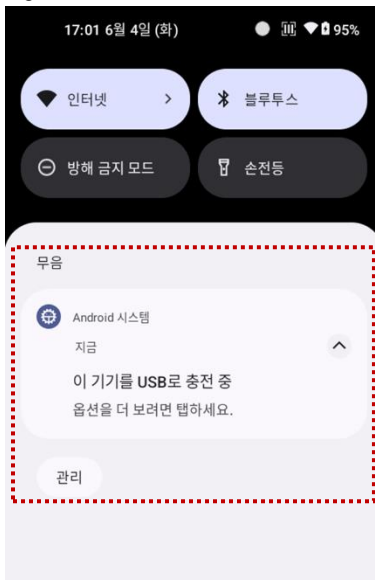 17:01 6월 4일 (화) 95%
인터넷 블루투스
방해 금지 모드 손전등
무음
Android 시스템
지금
이 기기를 USB로 충전 중
옵션을 더 보려면 탭하세요.
관리